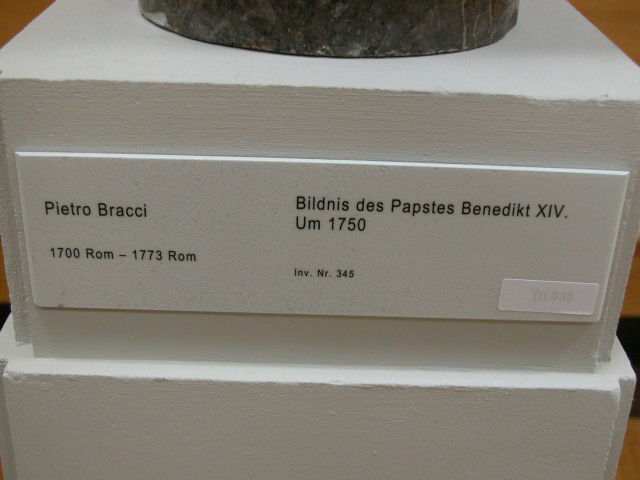 Pietro Bracci
1700 Rom – 1773 Rom
Bildnis des Papstes Benedikt XIV.
Um 1750
Inv. Nr. 345